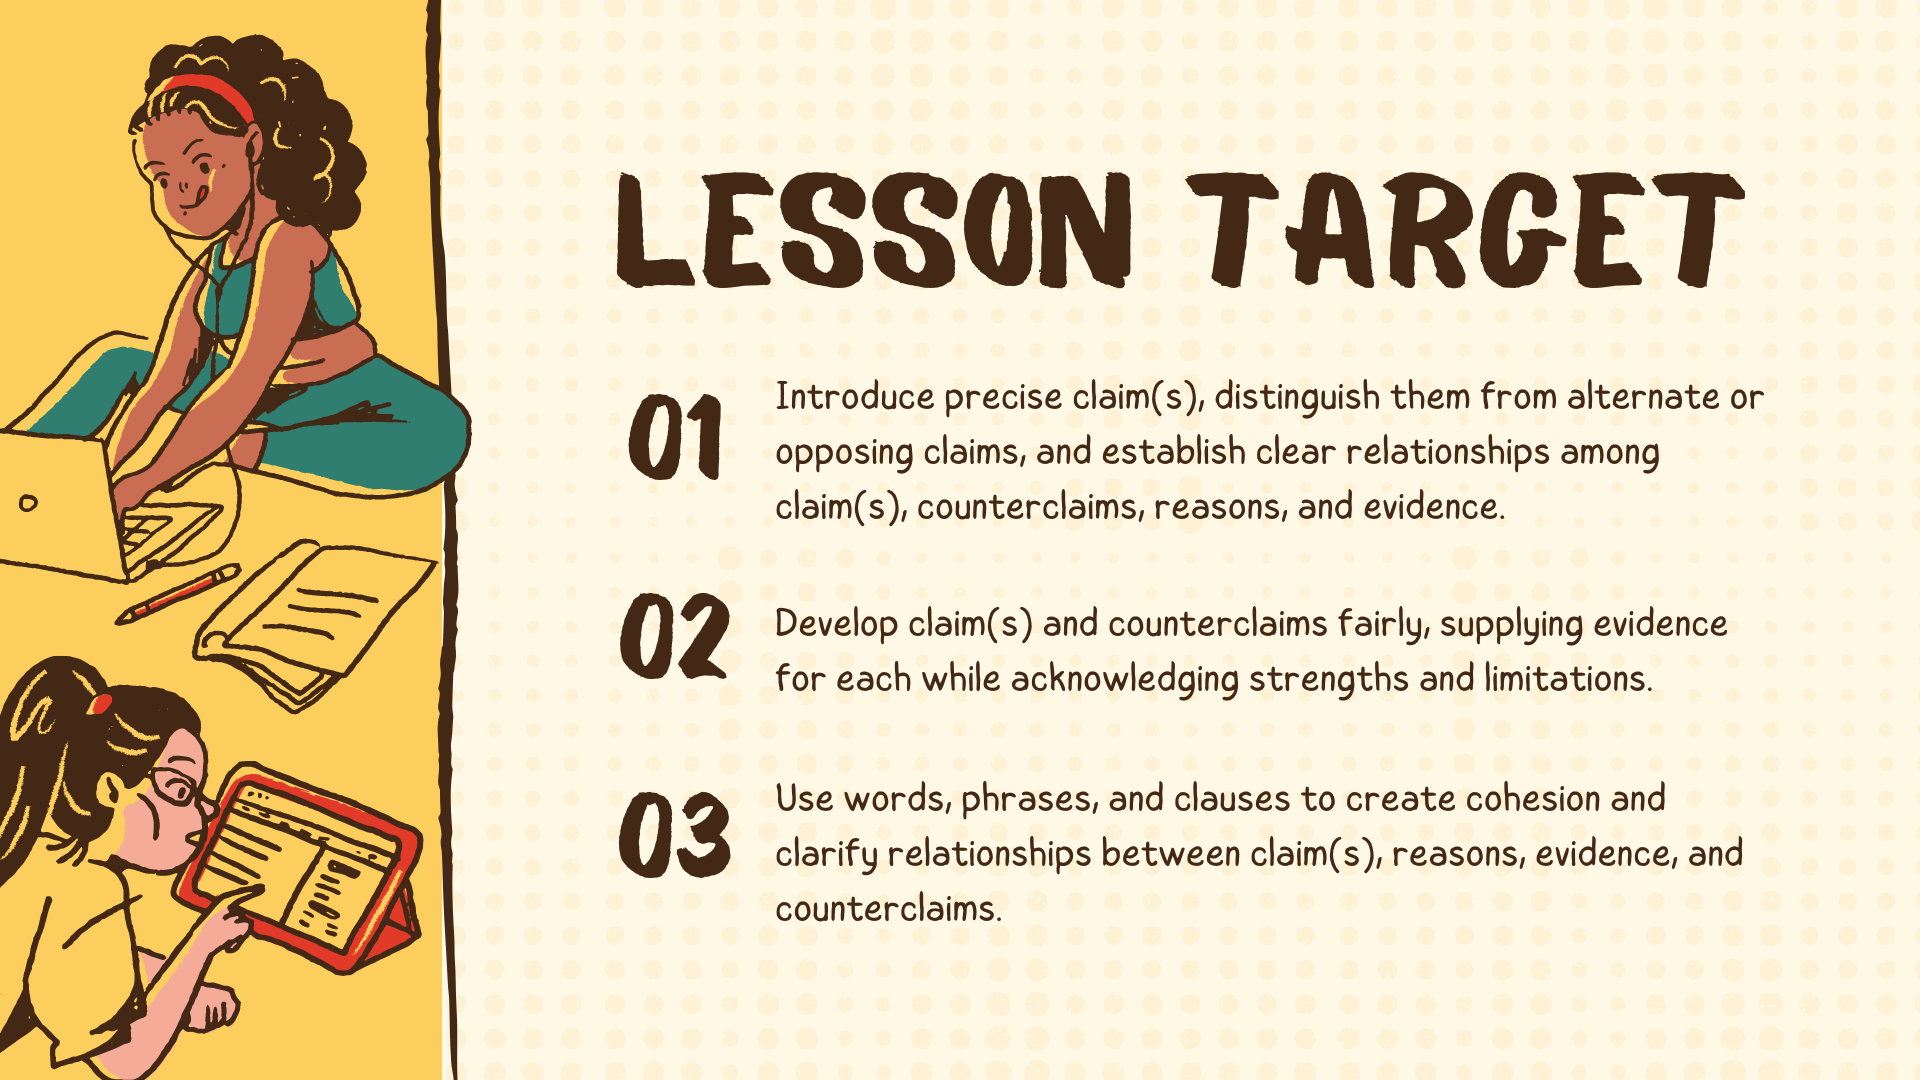 LESSON TARGET
01
Introduce precise claim(s), distinguish them from alternate or
opposing claims, and establish clear relationships among
claim(s), counterclaims, reasons, and evidence.
02
Develop claim(s) and counterclaims fairly, supplying evidence
for each while acknowledging strengths and limitations.
03
Use words, phrases, and clauses to create cohesion and
clarify relationships between claim(s), reasons, evidence, and
counterclaims.